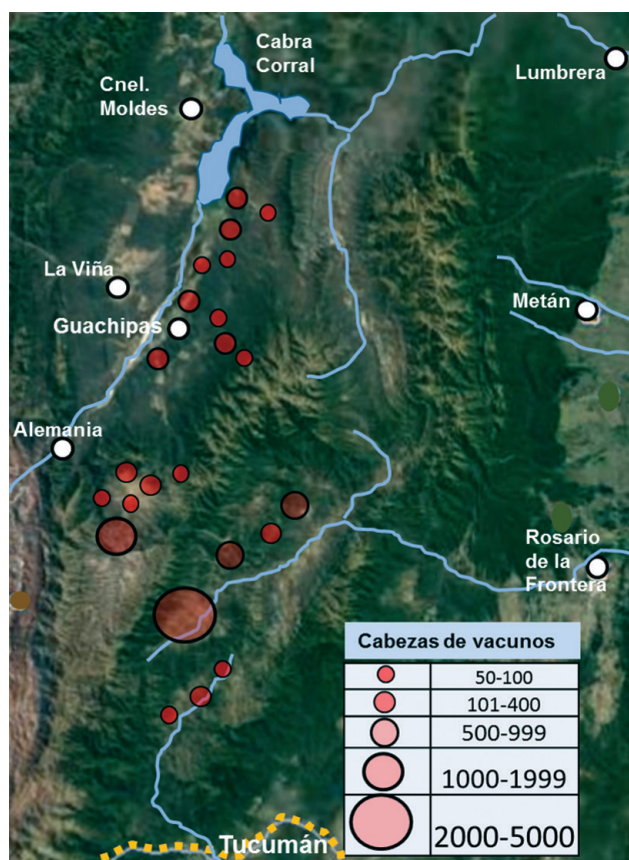 Cabra
Corral
Lumbrera
Cnel.
Moldes
La Viña
Metán
Guachipas
Alemania
Rosario
de la
Frontera
Cabezas de vacunos
50-100
101-400
500-999
1000-1999
2000-5000
Tucumán